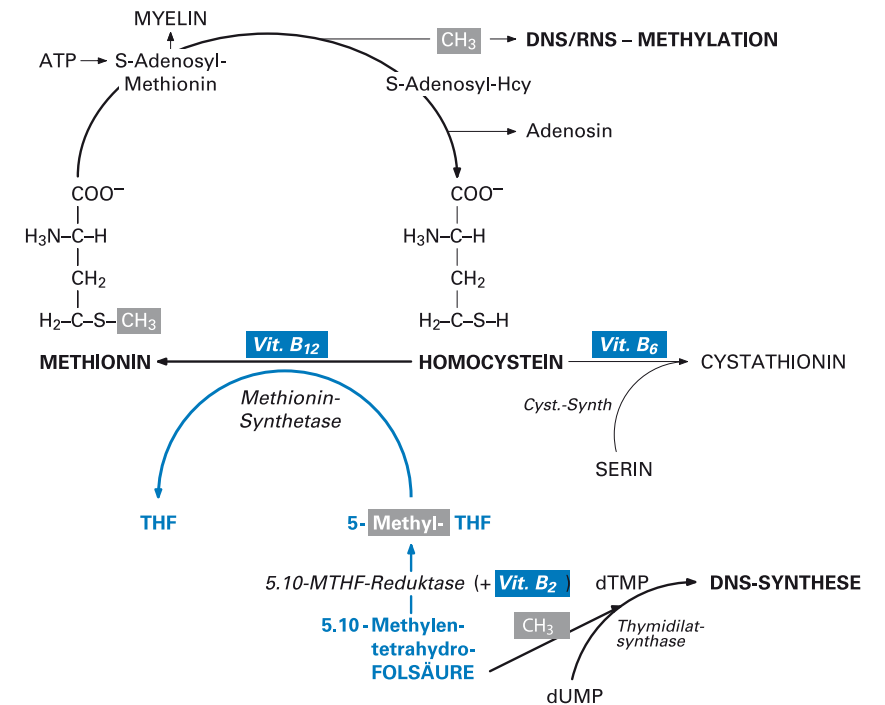 MYELIN
CH₃ DNS/RNS – METHYLATION
ATP S-Adenosyl-
Methionin
S-Adenosyl-Hcy
Adenosin
COO⁻ COO⁻
H₃N–C–H H₃N–C–H
CH₂ CH₂
H₂–C–S–CH₃ H₂–C–S–H
METHIONIN Vit. B₁₂ HOMOCYSTEIN Vit. B₆ CYSTATHIONIN
Methionin-
Synthetase
Cyst.-Synth
SERIN
THF 5-Methyl-THF
5.10-MTHF-Reduktase (+ Vit. B₂ ) dTMP DNS-SYNTHESE
5.10-Methylen-
tetrahydro-
FOLSÄURE
CH₃
Thymidilat-
synthase
dUMP